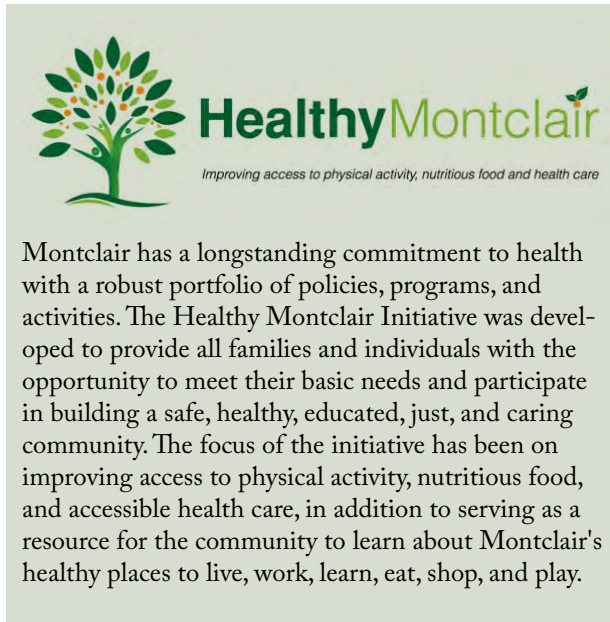 HealthyMontclair
Improving access to physical activity, nutritious food and health care
Montclair has a longstanding commitment to health
with a robust portfolio of policies, programs, and
activities. The Healthy Montclair Initiative was devel-
oped to provide all families and individuals with the
opportunity to meet their basic needs and participate
in building a safe, healthy, educated, just, and caring
community. The focus of the initiative has been on
improving access to physical activity, nutritious food,
and accessible health care, in addition to serving as a
resource for the community to learn about Montclair's
healthy places to live, work, learn, eat, shop, and play.